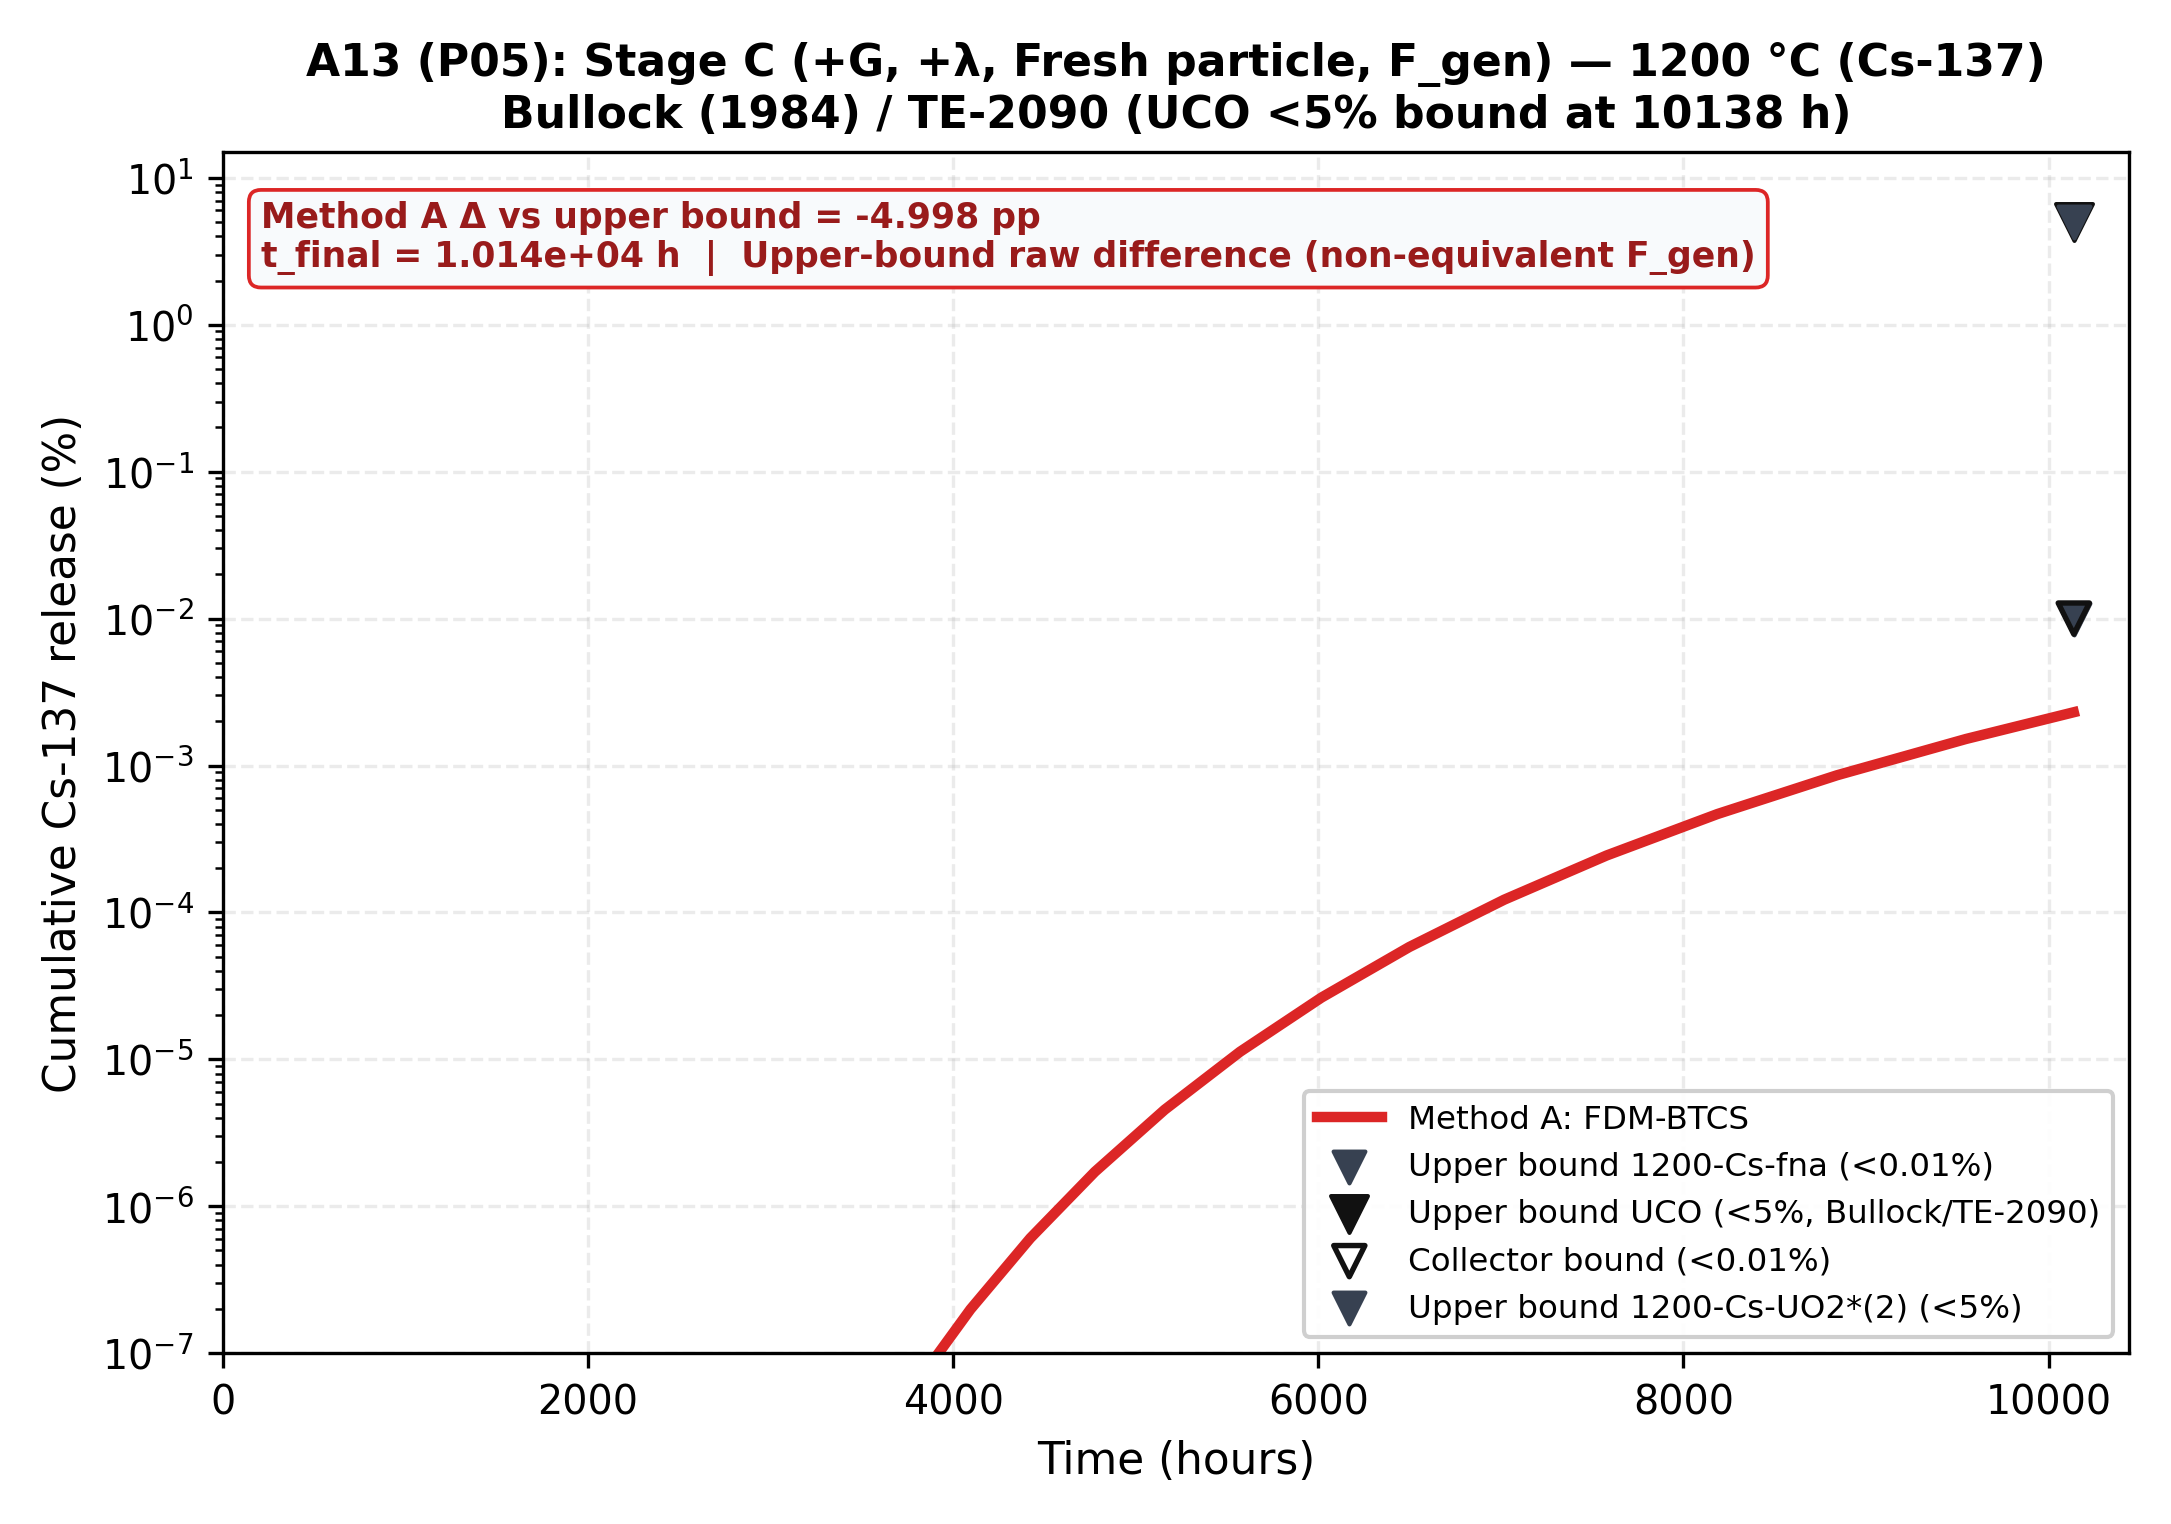 A13 (P05): Stage C (+G, +λ, Fresh particle, F_gen) — 1200 °C (Cs-137)
Bullock (1984) / TE-2090 (UCO <5% bound at 10138 h)
Method A Δ vs upper bound = -4.998 pp
t_final = 1.014e+04 h | Upper-bound raw difference (non-equivalent F_gen)
Cumulative Cs-137 release (%)
10¹
10⁰
10⁻¹
10⁻²
10⁻³
10⁻⁴
10⁻⁵
10⁻⁶
10⁻⁷
Method A: FDM-BTCS
Upper bound 1200-Cs-fna (<0.01%)
Upper bound UCO (<5%, Bullock/TE-2090)
Collector bound (<0.01%)
Upper bound 1200-Cs-UO2*(2) (<5%)
0 2000 4000 6000 8000 10000
Time (hours)